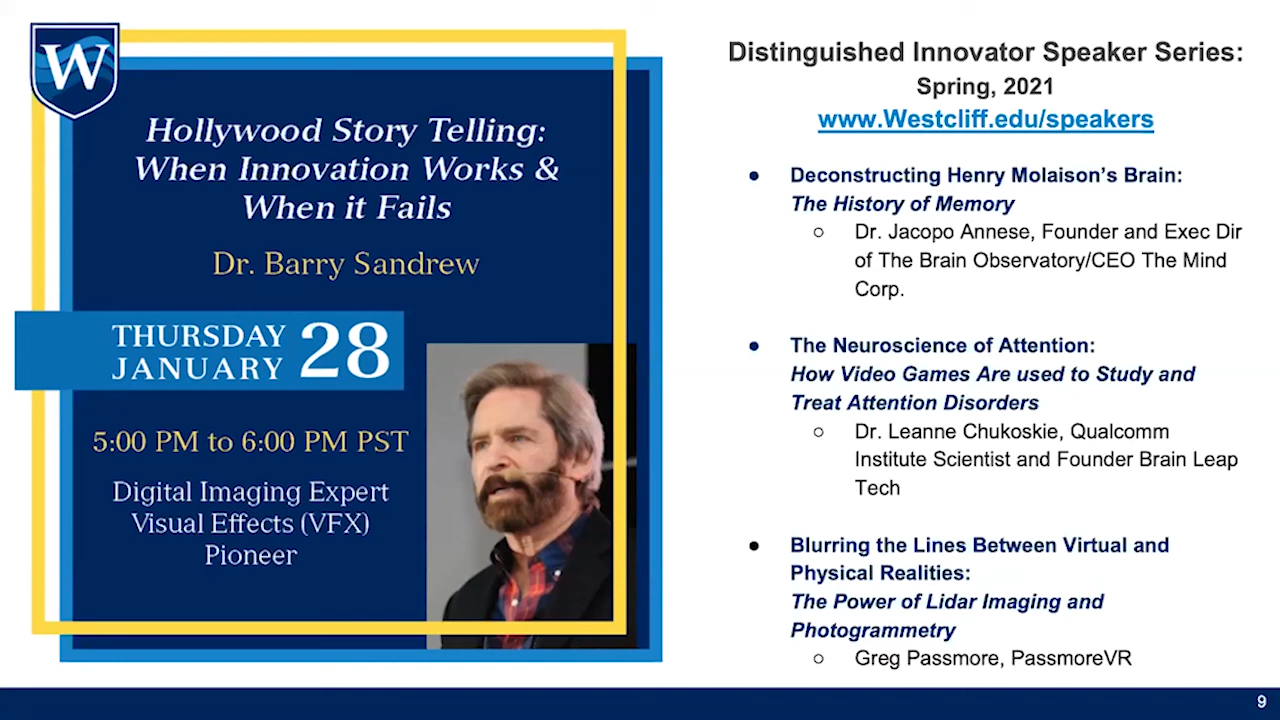 W
Hollywood Story Telling:
When Innovation Works &
When it Fails
Dr. Barry Sandrew
THURSDAY
JANUARY
28
5:00 PM to 6:00 PM PST
Digital Imaging Expert
Visual Effects (VFX)
Pioneer
Distinguished Innovator Speaker Series:
Spring, 2021
www.Westcliff.edu/speakers
● Deconstructing Henry Molaison’s Brain:
The History of Memory
○ Dr. Jacopo Annese, Founder and Exec Dir
of The Brain Observatory/CEO The Mind
Corp.
● The Neuroscience of Attention:
How Video Games Are used to Study and
Treat Attention Disorders
○ Dr. Leanne Chukoskie, Qualcomm
Institute Scientist and Founder Brain Leap
Tech
● Blurring the Lines Between Virtual and
Physical Realities:
The Power of Lidar Imaging and
Photogrammetry
○ Greg Passmore, PassmoreVR
9